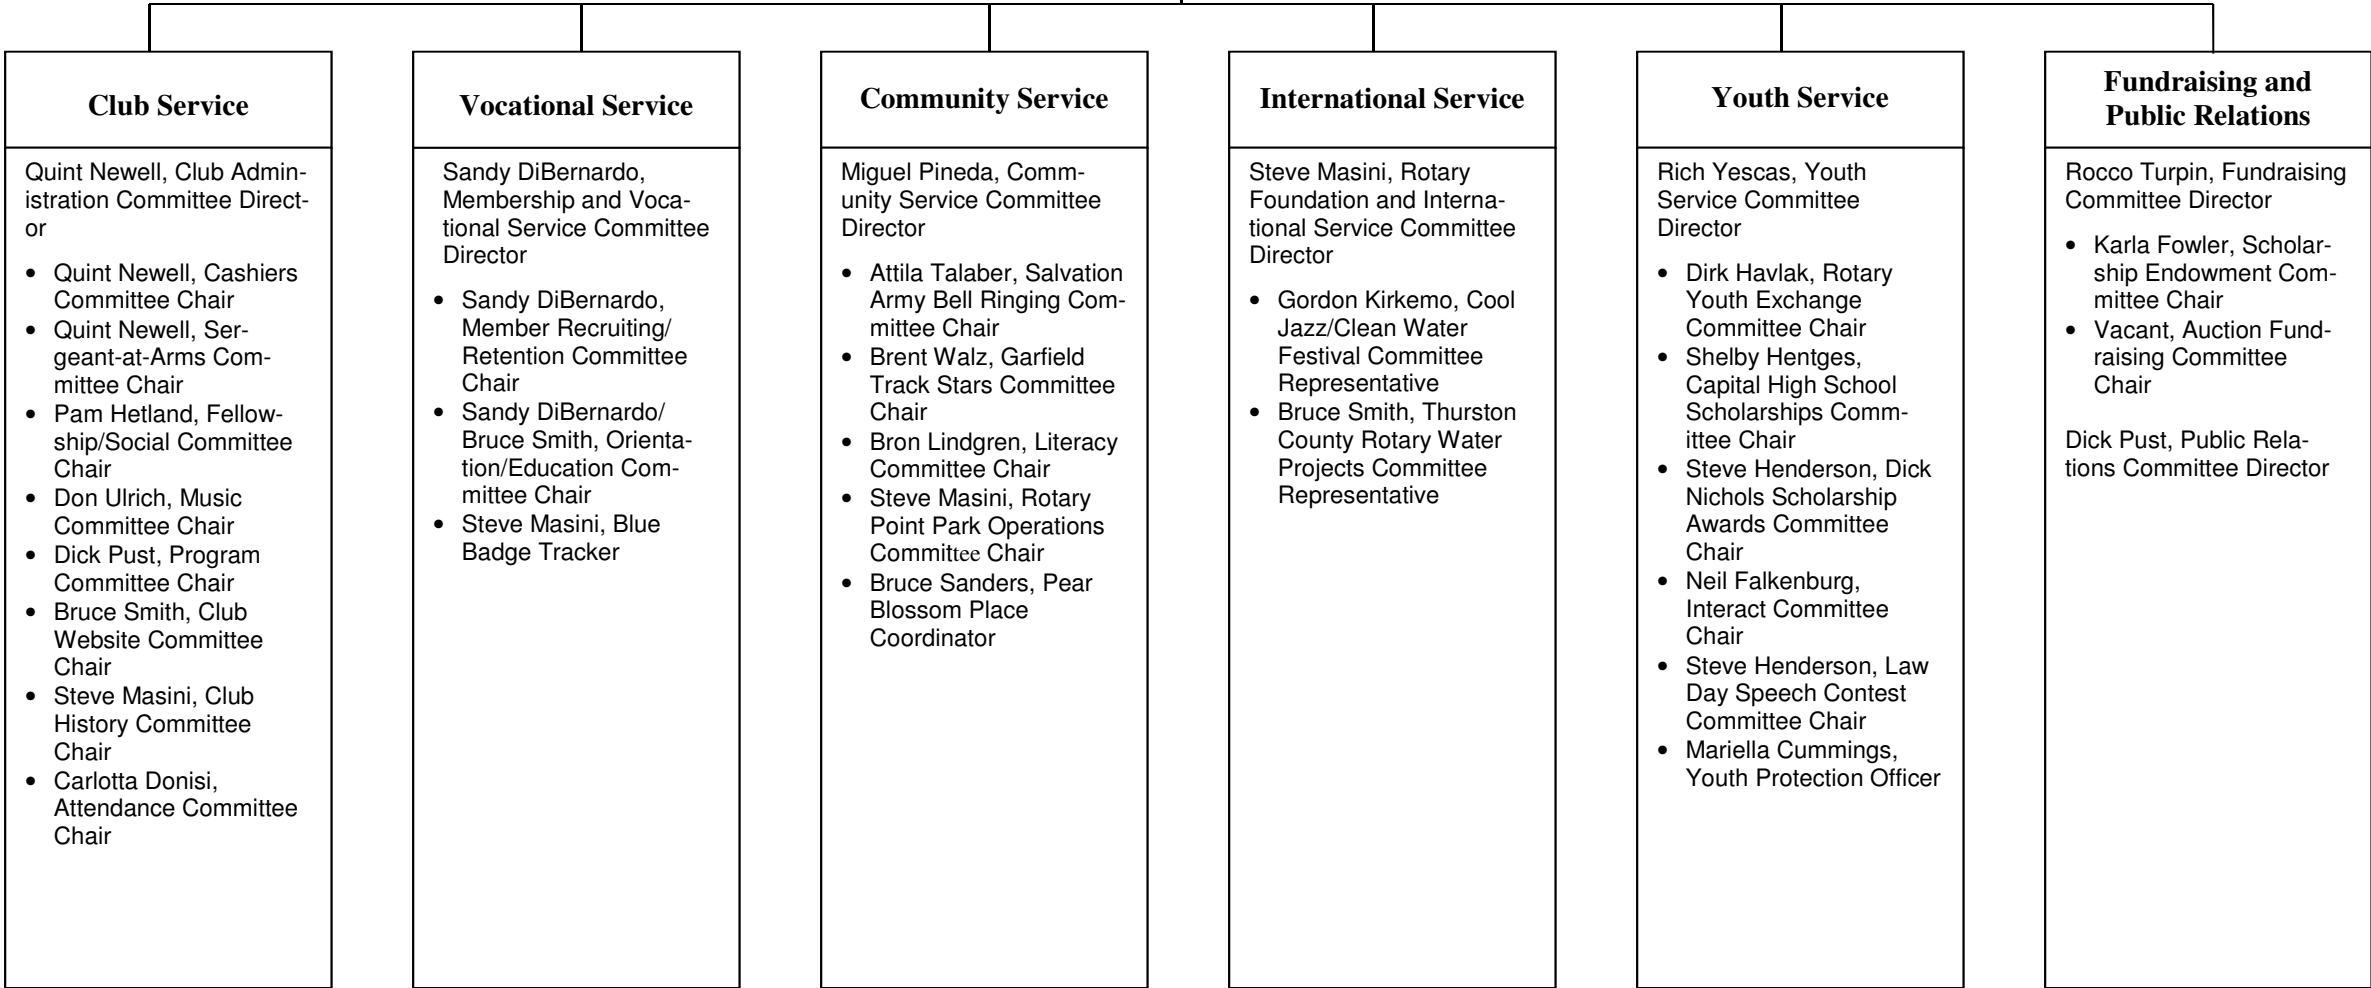 Club Service
Quint Newell, Club Admin-
istration Committee Direct-
or
• Quint Newell, Cashiers
Committee Chair
• Quint Newell, Ser-
geant-at-Arms Com-
mittee Chair
• Pam Hetland, Fellow-
ship/Social Committee
Chair
• Don Ulrich, Music
Committee Chair
• Dick Pust, Program
Committee Chair
• Bruce Smith, Club
Website Committee
Chair
• Steve Masini, Club
History Committee
Chair
• Carlotta Donisi,
Attendance Committee
Chair
Vocational Service
Sandy DiBernardo,
Membership and Voca-
tional Service Committee
Director
• Sandy DiBernardo,
Member Recruiting/
Retention Committee
Chair
• Sandy DiBernardo/
Bruce Smith, Orienta-
tion/Education Com-
mittee Chair
• Steve Masini, Blue
Badge Tracker
Community Service
Miguel Pineda, Comm-
unity Service Committee
Director
• Attila Talaber, Salvation
Army Bell Ringing Com-
mittee Chair
• Brent Walz, Garfield
Track Stars Committee
Chair
• Bron Lindgren, Literacy
Committee Chair
• Steve Masini, Rotary
Point Park Operations
Committee Chair
• Bruce Sanders, Pear
Blossom Place
Coordinator
International Service
Steve Masini, Rotary
Foundation and Interna-
tional Service Committee
Director
• Gordon Kirkemo, Cool
Jazz/Clean Water
Festival Committee
Representative
• Bruce Smith, Thurston
County Rotary Water
Projects Committee
Representative
Youth Service
Rich Yescas, Youth
Service Committee
Director
• Dirk Havlak, Rotary
Youth Exchange
Committee Chair
• Shelby Hentges,
Capital High School
Scholarships Comm-
ittee Chair
• Steve Henderson, Dick
Nichols Scholarship
Awards Committee
Chair
• Neil Falkenburg,
Interact Committee
Chair
• Steve Henderson, Law
Day Speech Contest
Committee Chair
• Mariella Cummings,
Youth Protection Officer
Fundraising and
Public Relations
Rocco Turpin, Fundraising
Committee Director
• Karla Fowler, Scholar-
ship Endowment Com-
mittee Chair
• Vacant, Auction Fund-
raising Committee
Chair
Dick Pust, Public Rela-
tions Committee Director